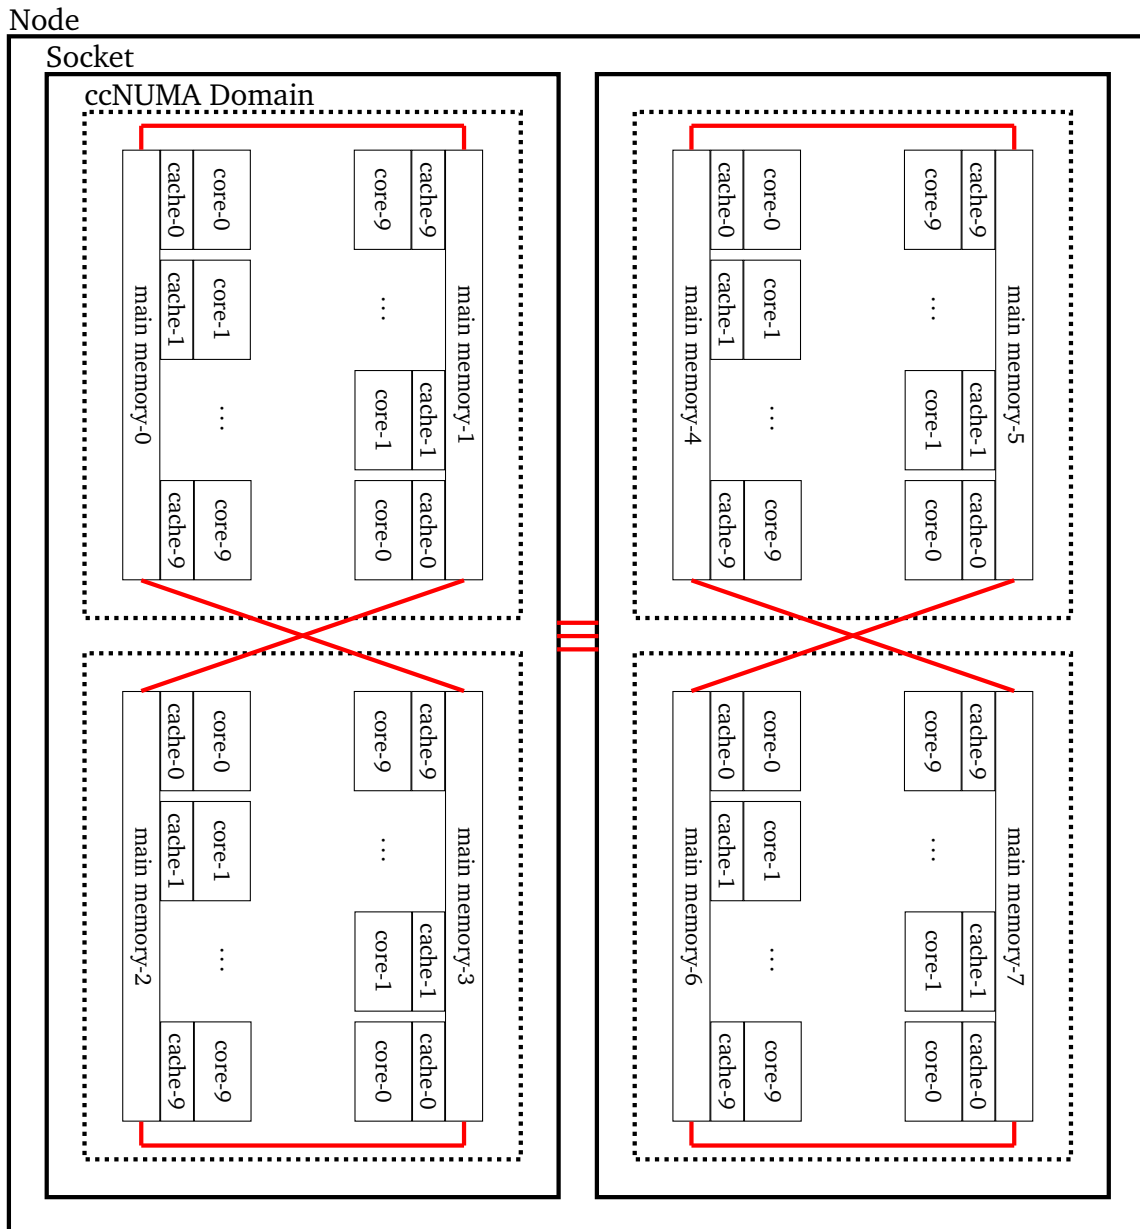 Node
Socket
ccNUMA Domain
main memory-0
cache-0
core-0
cache-1
core-1
...
cache-9
core-9
core-9
cache-9
...
core-1
cache-1
core-0
cache-0
main memory-1
main memory-4
cache-0
core-0
cache-1
core-1
...
cache-9
core-9
core-9
cache-9
...
core-1
cache-1
core-0
cache-0
main memory-5
main memory-2
cache-0
core-0
cache-1
core-1
...
cache-9
core-9
core-9
cache-9
...
core-1
cache-1
core-0
cache-0
main memory-3
main memory-6
cache-0
core-0
cache-1
core-1
...
cache-9
core-9
core-9
cache-9
...
core-1
cache-1
core-0
cache-0
main memory-7